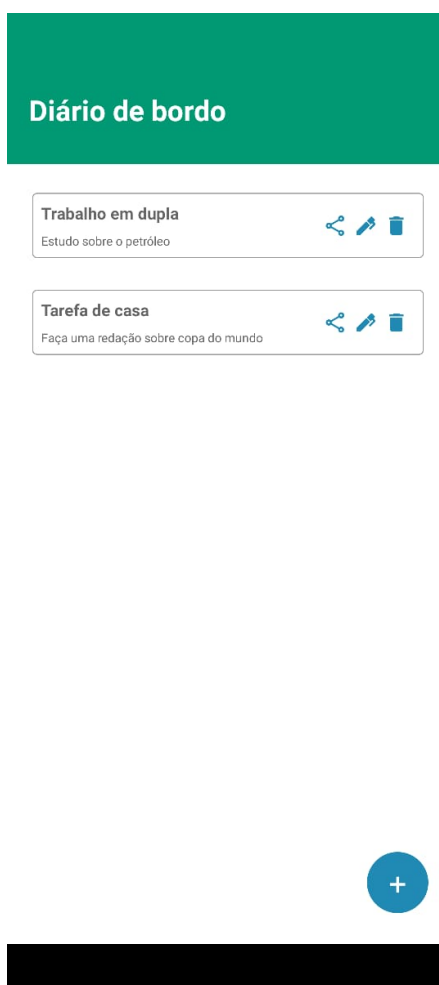 Diário de bordo
Trabalho em dupla
Estudo sobre o petróleo
Tarefa de casa
Faça uma redação sobre copa do mundo
+